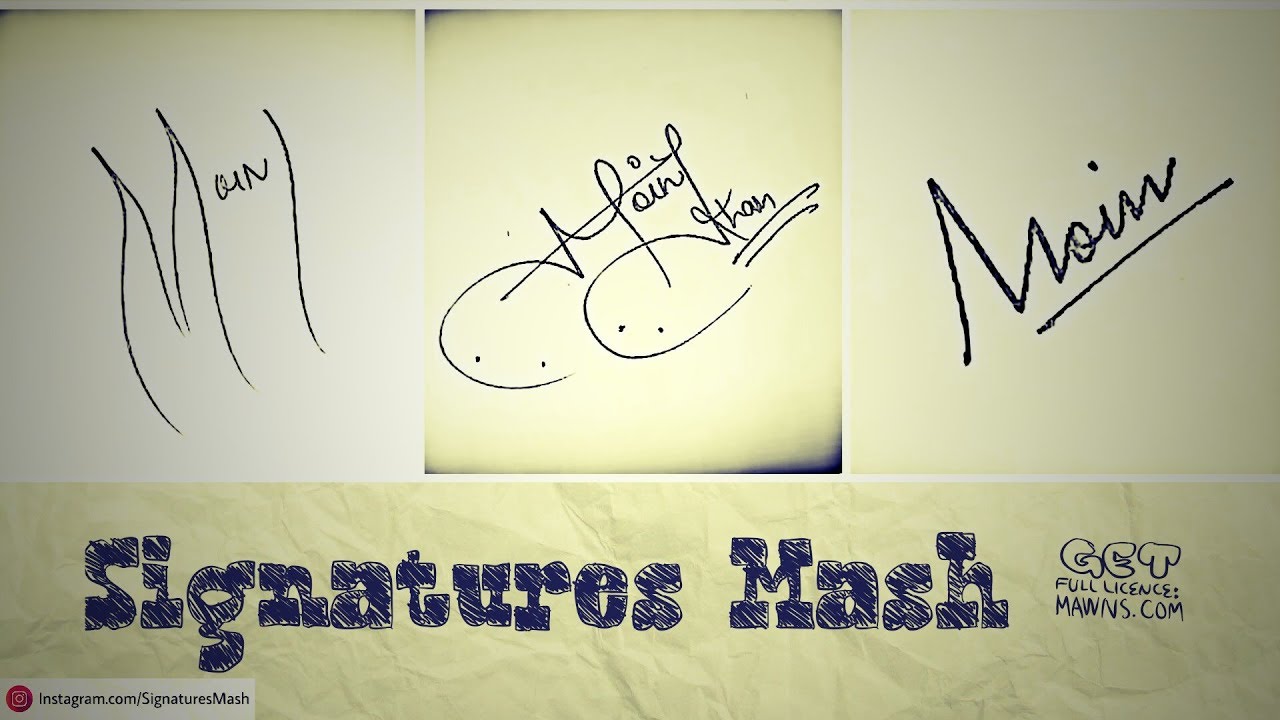 Moin
Moin
Khan
Moin
Signatures Mash
GET
FULL LICENCE:
MAWNS.COM
Instagram.com/SignaturesMash